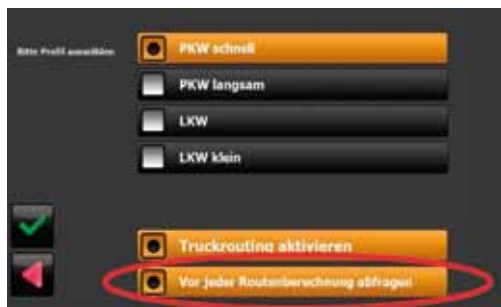 Bitte Profil auswählen
PKW schnell
PKW langsam
LKW
LKW klein
Truckrouting aktivieren
Vor jeder Routenberechnung abfragen